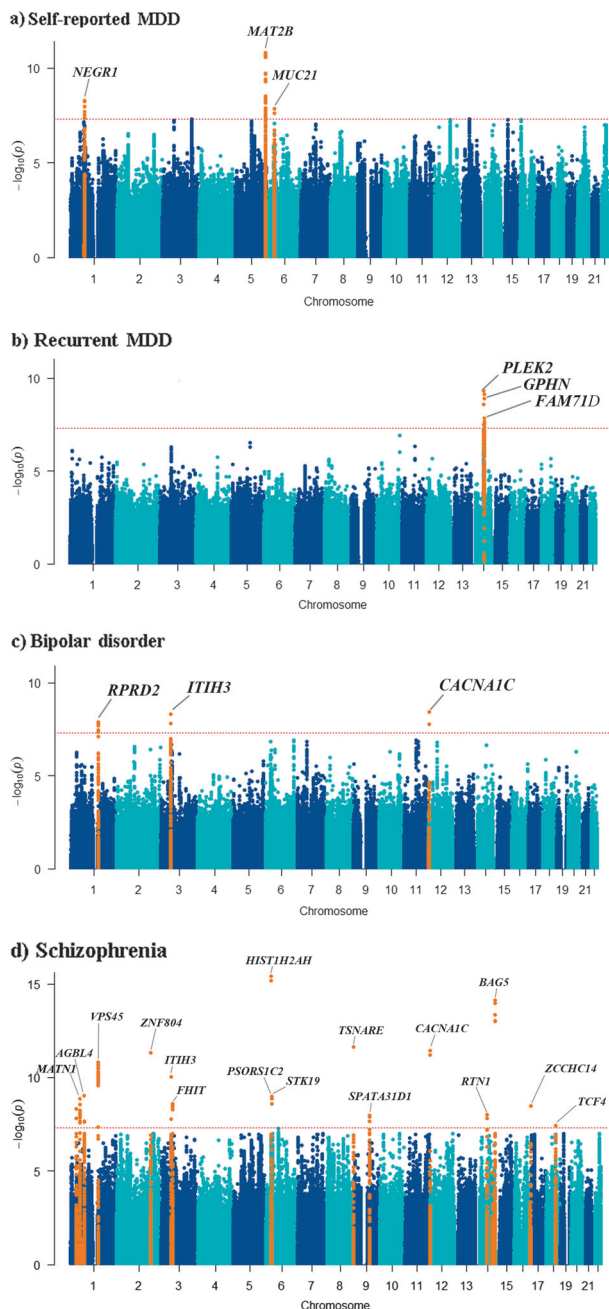 a) Self-reported MDD
MAT2B
NEGR1
MUC21
10
5
0
−log10(p)
1 2 3 4 5 6 7 8 9 10 11 12 13 15 17 19 21
Chromosome
b) Recurrent MDD
PLEK2
GPHN
FAM71D
10
5
0
−log10(p)
1 2 3 4 5 6 7 8 9 10 11 12 13 15 17 19 21
Chromosome
c) Bipolar disorder
RPRD2
ITIH3
CACNA1C
10
5
0
−log10(p)
1 2 3 4 5 6 7 8 9 10 11 12 13 15 17 19 21
Chromosome
d) Schizophrenia
HIST1H2AH
BAG5
VPS45
ZNF804
TSNARE
CACNA1C
AGBL4
ITIH3
MATN1
FHIT
PSORS1C2
STK19
SPATA31D1
RTN1
ZCCHC14
TCF4
15
10
5
0
−log10(p)
1 2 3 4 5 6 7 8 9 10 11 12 13 15 17 19 21
Chromosome